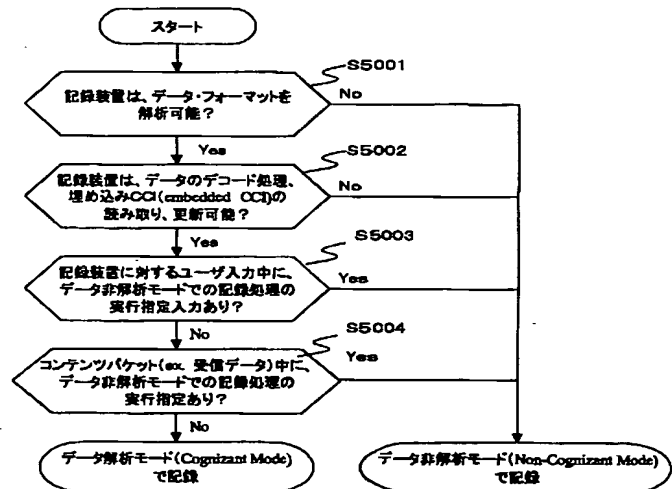 スタート
S5001
記録装置は、データ・フォーマットを
解析可能？
No
Yes
S5002
記録装置は、データのデコード処理、
埋め込みCCI(embedded CCI)の
読み取り、更新可能？
No
Yes
S5003
記録装置に対するユーザ入力中に、
データ非解析モードでの記録処理の
実行指定入力あり？
Yes
No
S5004
コンテンツパケット(ex. 受信データ)中に、
データ非解析モードでの記録処理の
実行指定あり？
Yes
No
データ解析モード(Cognizant Mode)
で記録
データ非解析モード(Non-Cognizant Mode)
で記録